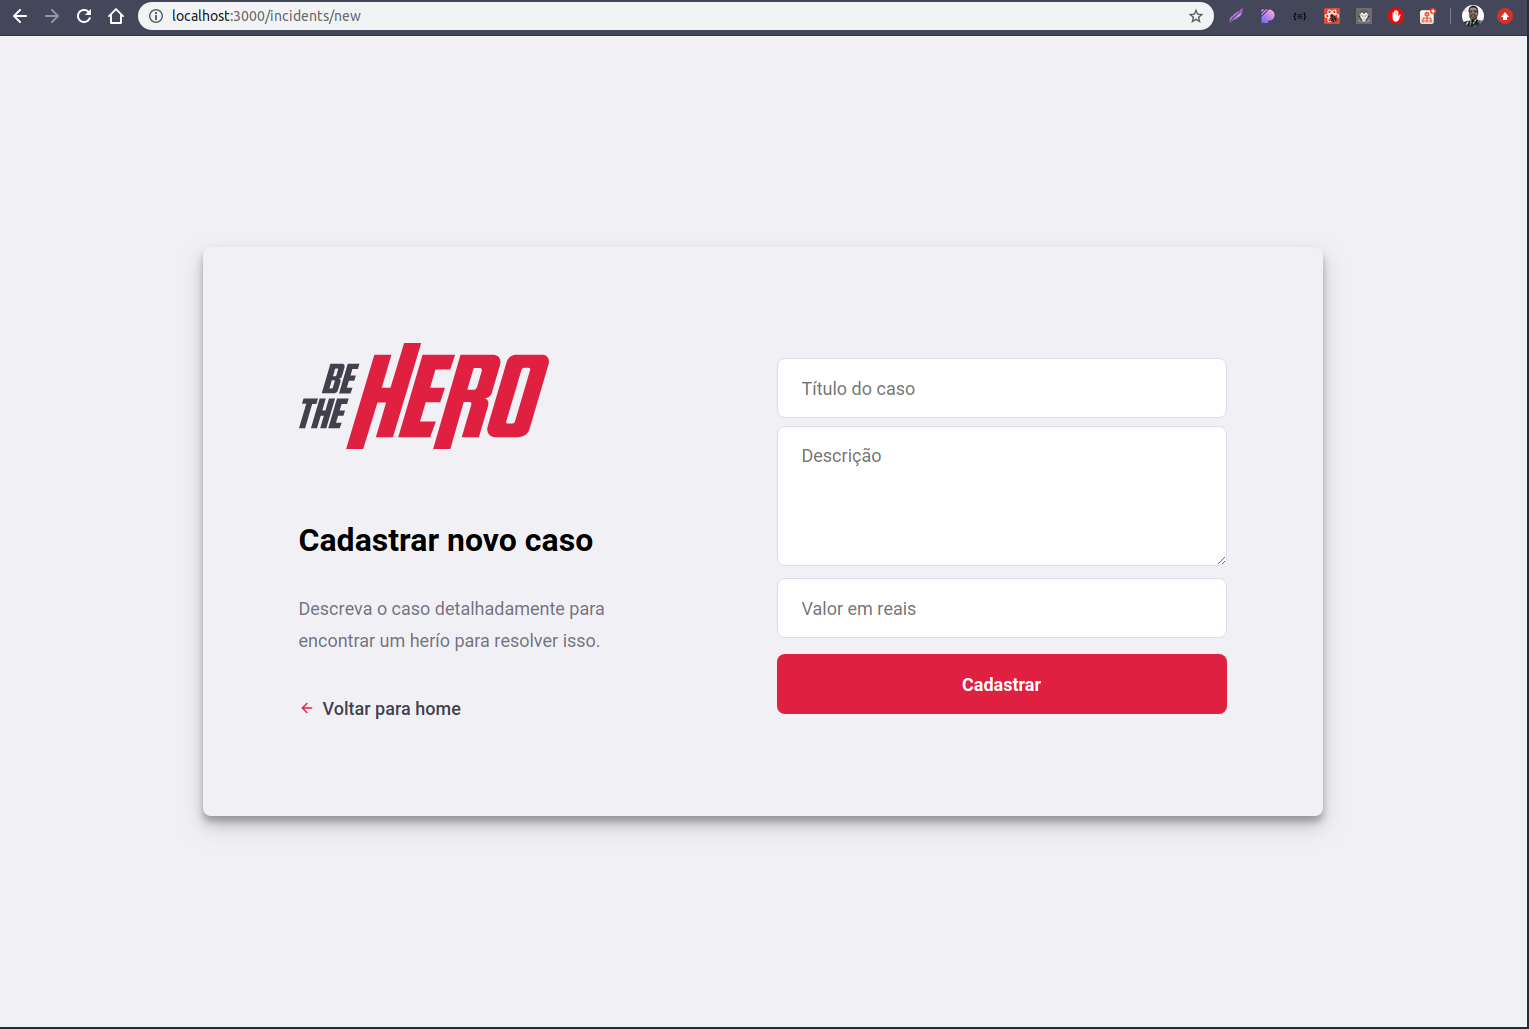 localhost:3000/incidents/new
BE
THE
HERO
Cadastrar novo caso
Descreva o caso detalhadamente para
encontrar um herío para resolver isso.
Voltar para home
Título do caso
Descrição
Valor em reais
Cadastrar